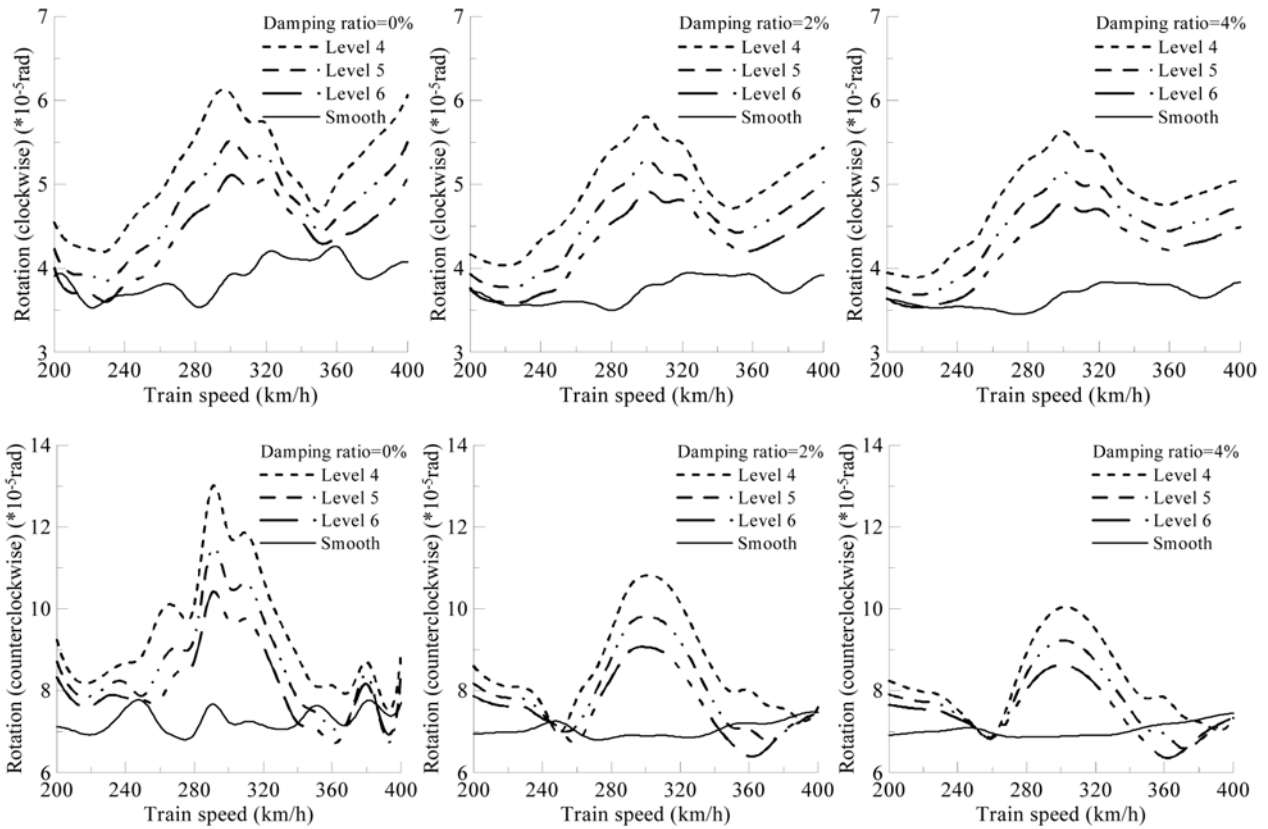 Rotation (clockwise) (*10⁻⁵rad)
7
6
5
4
3
Damping ratio=0%
Level 4
Level 5
Level 6
Smooth
200 240 280 320 360 400
Train speed (km/h)
Rotation (clockwise) (*10⁻⁵rad)
7
6
5
4
3
Damping ratio=2%
Level 4
Level 5
Level 6
Smooth
200 240 280 320 360 400
Train speed (km/h)
Rotation (clockwise) (*10⁻⁵rad)
7
6
5
4
3
Damping ratio=4%
Level 4
Level 5
Level 6
Smooth
200 240 280 320 360 400
Train speed (km/h)
Rotation (counterclockwise) (*10⁻⁵rad)
14
12
10
8
6
Damping ratio=0%
Level 4
Level 5
Level 6
Smooth
200 240 280 320 360 400
Train speed (km/h)
Rotation (counterclockwise) (*10⁻⁵rad)
14
12
10
8
6
Damping ratio=2%
Level 4
Level 5
Level 6
Smooth
200 240 280 320 360 400
Train speed (km/h)
Rotation (counterclockwise) (*10⁻⁵rad)
14
12
10
8
6
Damping ratio=4%
Level 4
Level 5
Level 6
Smooth
200 240 280 320 360 400
Train speed (km/h)